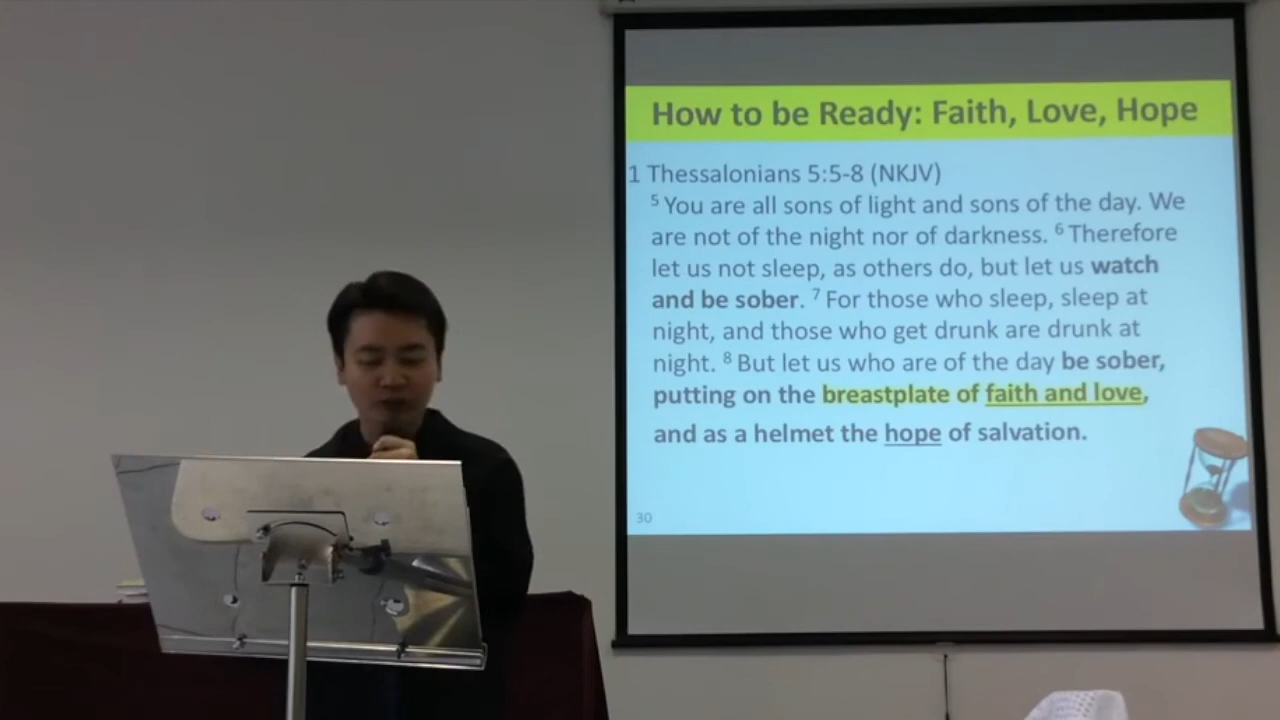 How to be Ready: Faith, Love, Hope
1 Thessalonians 5:5-8 (NKJV)
⁵ You are all sons of light and sons of the day. We
are not of the night nor of darkness. ⁶ Therefore
let us not sleep, as others do, but let us watch
and be sober. ⁷ For those who sleep, sleep at
night, and those who get drunk are drunk at
night. ⁸ But let us who are of the day be sober,
putting on the breastplate of faith and love,
and as a helmet the hope of salvation.
30